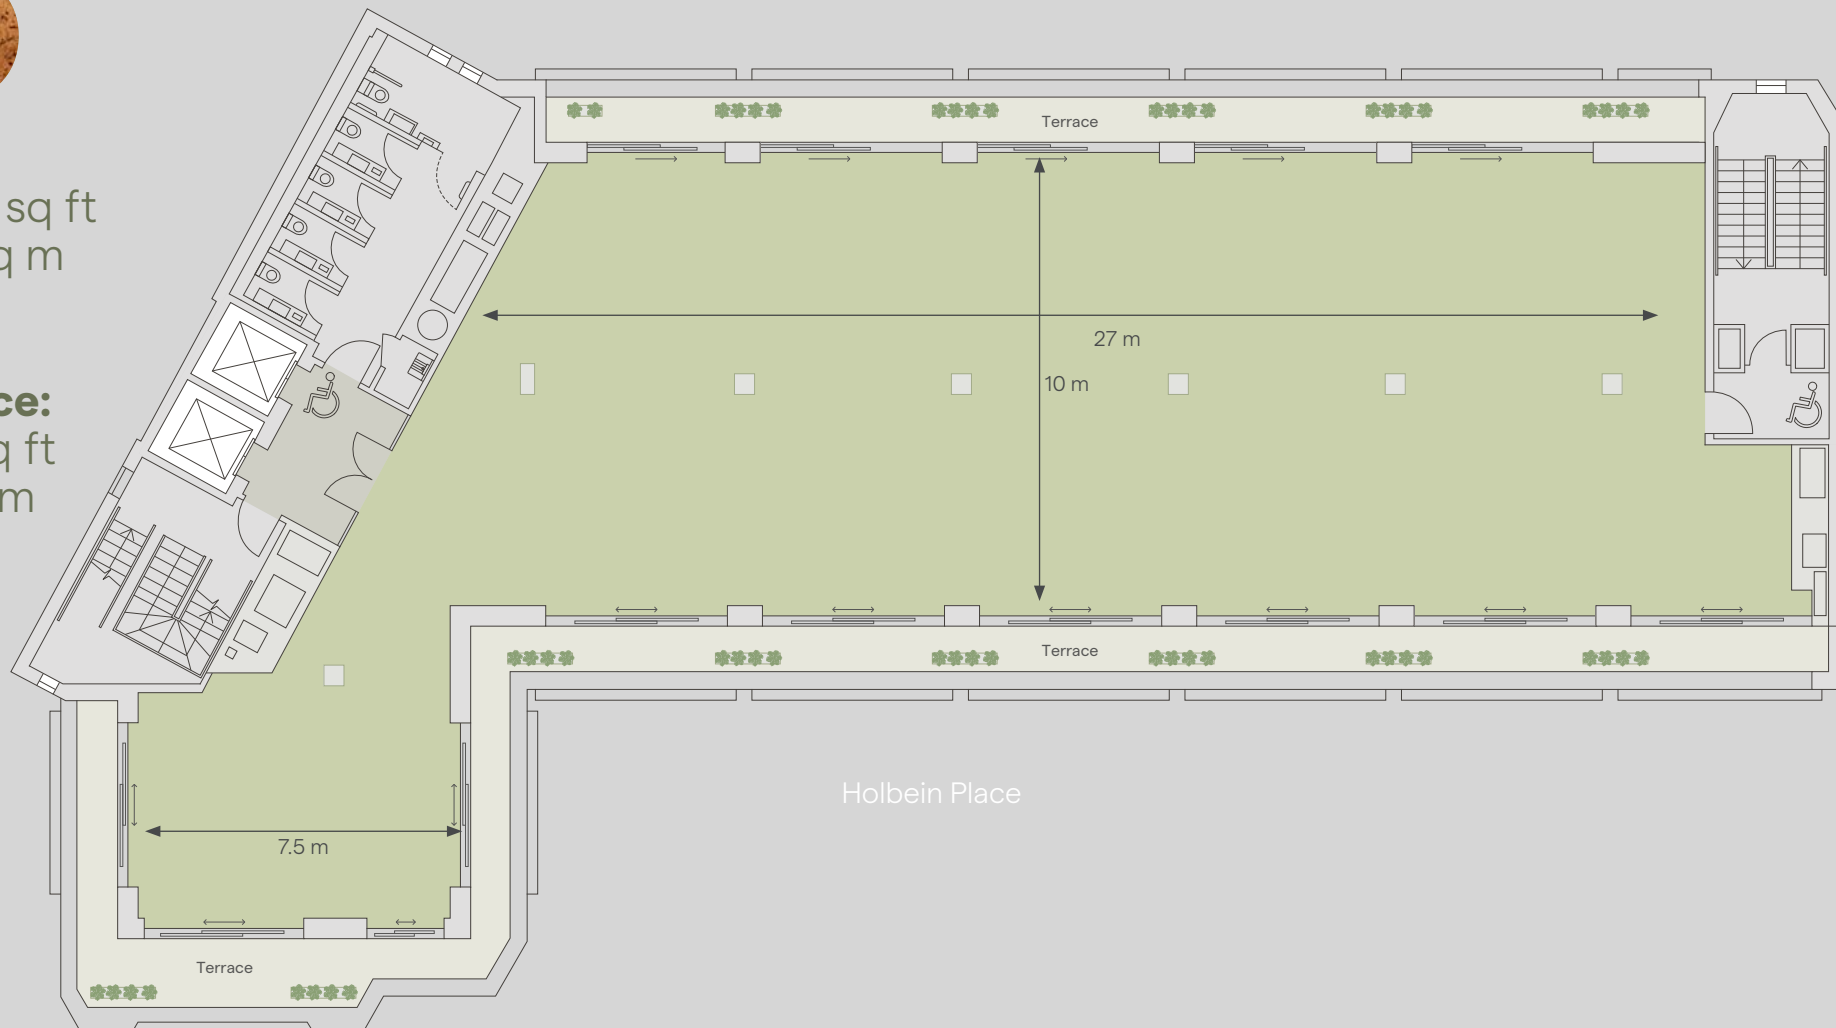 sq ft
q m
ce:
q ft
m
Terrace
27 m
10 m
Terrace
Holbein Place
7.5 m
Terrace